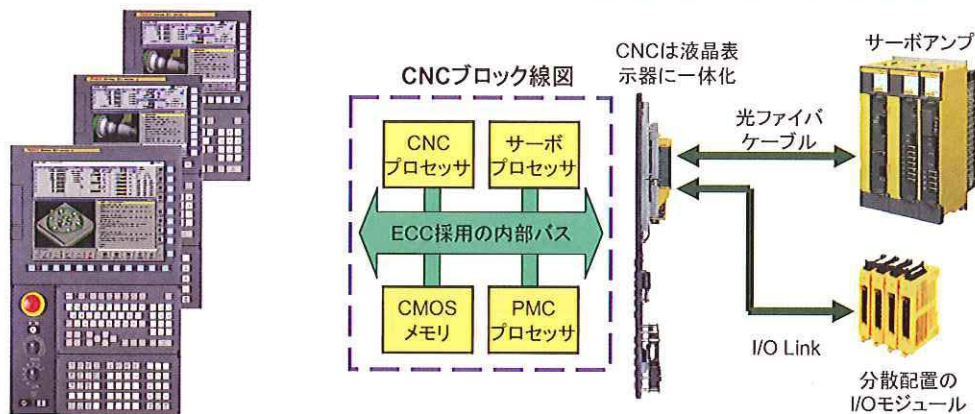 CNCブロック線図
CNC
プロセッサ
サーボ
プロセッサ
ECC採用の内部バス
CMOS
メモリ
PMC
プロセッサ
CNCは液晶表
示器に一体化
光ファイバ
ケーブル
サーボアンプ
I/O Link
分散配置の
I/Oモジュール